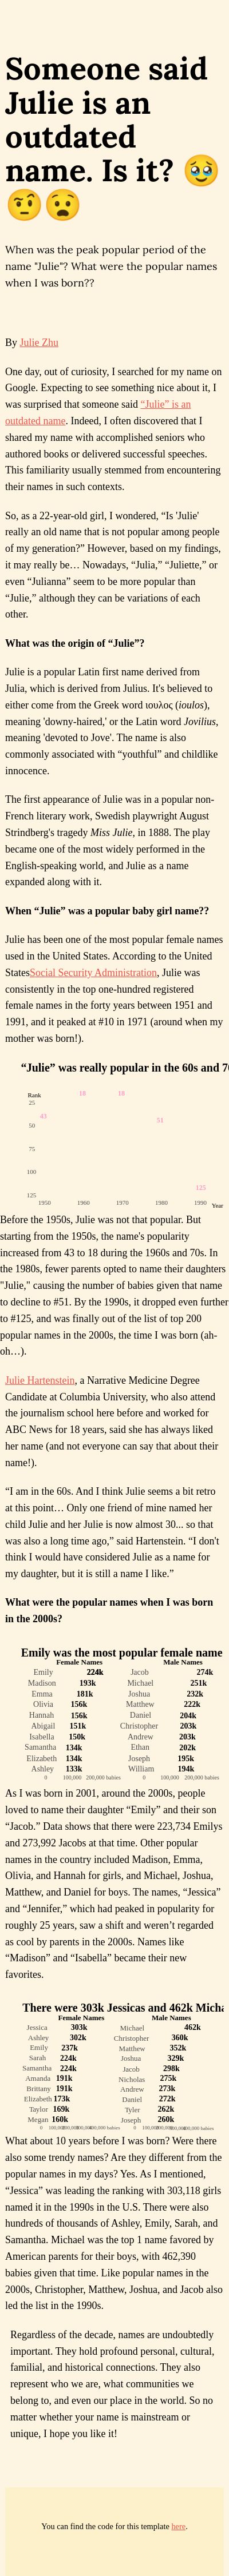 Someone said
Julie is an
outdated
name. Is it? 🥹
🤨😧
When was the peak popular period of the
name "Julie"? What were the popular names
when I was born??
By Julie Zhu
One day, out of curiosity, I searched for my name on
Google. Expecting to see something nice about it, I
was surprised that someone said “Julie” is an
outdated name. Indeed, I often discovered that I
shared my name with accomplished seniors who
authored books or delivered successful speeches.
This familiarity usually stemmed from encountering
their names in such contexts.
So, as a 22-year-old girl, I wondered, “Is 'Julie'
really an old name that is not popular among people
of my generation?” However, based on my findings,
it may really be… Nowadays, “Julia,” “Juliette,” or
even “Julianna” seem to be more popular than
“Julie,” although they can be variations of each
other.
What was the origin of “Julie”?
Julie is a popular Latin first name derived from
Julia, which is derived from Julius. It's believed to
either come from the Greek word ιουλος (ioulos),
meaning 'downy-haired,' or the Latin word Jovilius,
meaning 'devoted to Jove'. The name is also
commonly associated with “youthful” and childlike
innocence.
The first appearance of Julie was in a popular non-
French literary work, Swedish playwright August
Strindberg's tragedy Miss Julie, in 1888. The play
became one of the most widely performed in the
English-speaking world, and Julie as a name
expanded along with it.
When “Julie” was a popular baby girl name??
Julie has been one of the most popular female names
used in the United States. According to the United
StatesSocial Security Administration, Julie was
consistently in the top one-hundred registered
female names in the forty years between 1951 and
1991, and it peaked at #10 in 1971 (around when my
mother was born!).
“Julie” was really popular in the 60s and 70
Rank
25
50
75
100
125
43
18
18
51
125
1950 1960 1970 1980 1990
Year
Before the 1950s, Julie was not that popular. But
starting from the 1950s, the name's popularity
increased from 43 to 18 during the 1960s and 70s. In
the 1980s, fewer parents opted to name their daughters
"Julie," causing the number of babies given that name
to decline to #51. By the 1990s, it dropped even further
to #125, and was finally out of the list of top 200
popular names in the 2000s, the time I was born (ah-
oh…).
Julie Hartenstein, a Narrative Medicine Degree
Candidate at Columbia University, who also attend
the journalism school here before and worked for
ABC News for 18 years, said she has always liked
her name (and not everyone can say that about their
name!).
“I am in the 60s. And I think Julie seems a bit retro
at this point… Only one friend of mine named her
child Julie and her Julie is now almost 30... so that
was also a long time ago,” said Hartenstein. “I don't
think I would have considered Julie as a name for
my daughter, but it is still a name I like.”
What were the popular names when I was born
in the 2000s?
Emily was the most popular female name
Female Names Male Names
Emily 224k Jacob 274k
Madison 193k Michael 251k
Emma 181k Joshua 232k
Olivia 156k Matthew 222k
Hannah 156k Daniel 204k
Abigail 151k Christopher 203k
Isabella 150k Andrew 203k
Samantha 134k Ethan 202k
Elizabeth 134k Joseph 195k
Ashley 133k William 194k
0 100,000 200,000 babies 0 100,000 200,000 babies
As I was born in 2001, around the 2000s, people
loved to name their daughter “Emily” and their son
“Jacob.” Data shows that there were 223,734 Emilys
and 273,992 Jacobs at that time. Other popular
names in the country included Madison, Emma,
Olivia, and Hannah for girls, and Michael, Joshua,
Matthew, and Daniel for boys. The names, “Jessica”
and “Jennifer,” which had peaked in popularity for
roughly 25 years, saw a shift and weren’t regarded
as cool by parents in the 2000s. Names like
“Madison” and “Isabella” became their new
favorites.
There were 303k Jessicas and 462k Micha
Female Names Male Names
Jessica 303k Michael 462k
Ashley 302k Christopher 360k
Emily 237k Matthew 352k
Sarah 224k Joshua 329k
Samantha 224k Jacob 298k
Amanda 191k Nicholas 275k
Brittany 191k Andrew 273k
Elizabeth 173k Daniel 272k
Taylor 169k Tyler 262k
Megan 160k Joseph 260k
What about 10 years before I was born? Were there
also some trendy names? Are they different from the
popular names in my days? Yes. As I mentioned,
“Jessica” was leading the ranking with 303,118 girls
named it in the 1990s in the United States. There were also
hundreds of thousands of Ashley, Emily, Sarah, and
Samantha. Michael was the top 1 name favored by
American parents for their boys, with 462,390
babies given that time. Like popular names in the
2000s, Christopher, Matthew, Joshua, and Jacob also
led the list in the 1990s.
Regardless of the decade, names are undoubtedly
important. They hold profound personal, cultural,
familial, and historical connections. They also
represent who we are, what communities we
belong to, and even our place in the world. So no
matter whether your name is mainstream or
unique, I hope you like it!
You can find the code for this template here.